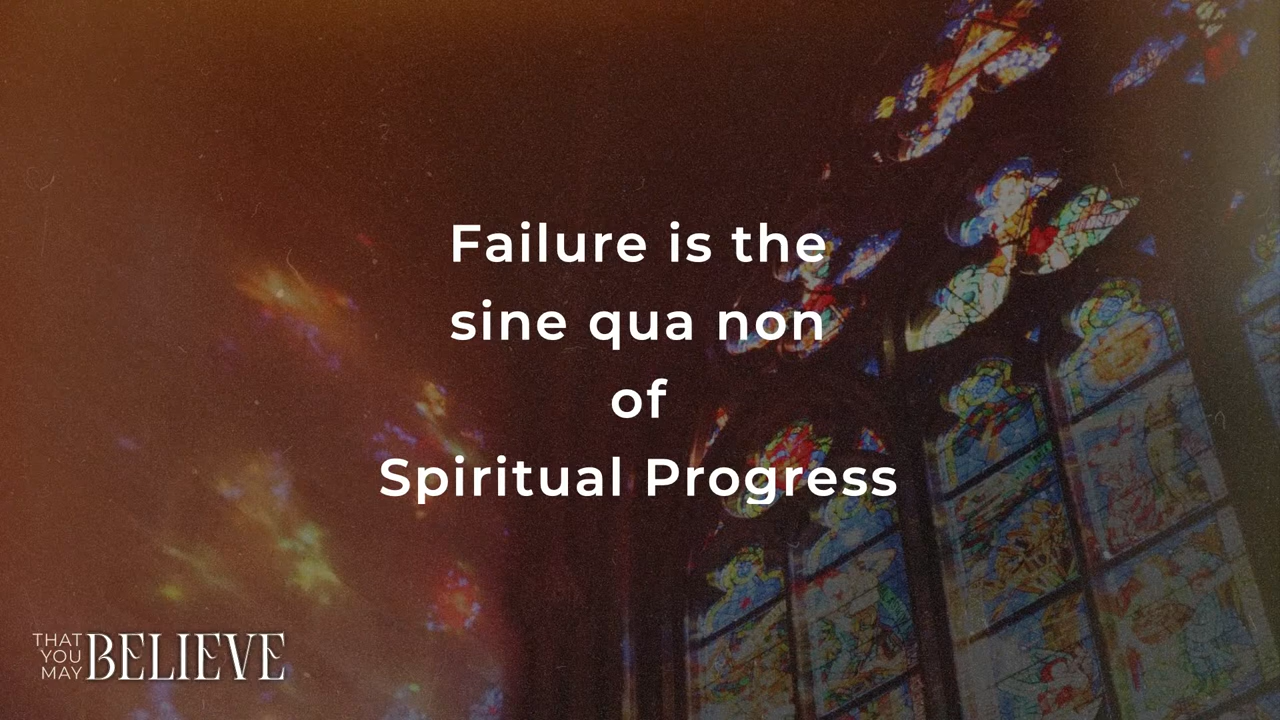 Failure is the
sine qua non
of
Spiritual Progress
THAT
YOU
MAY
BELIEVE